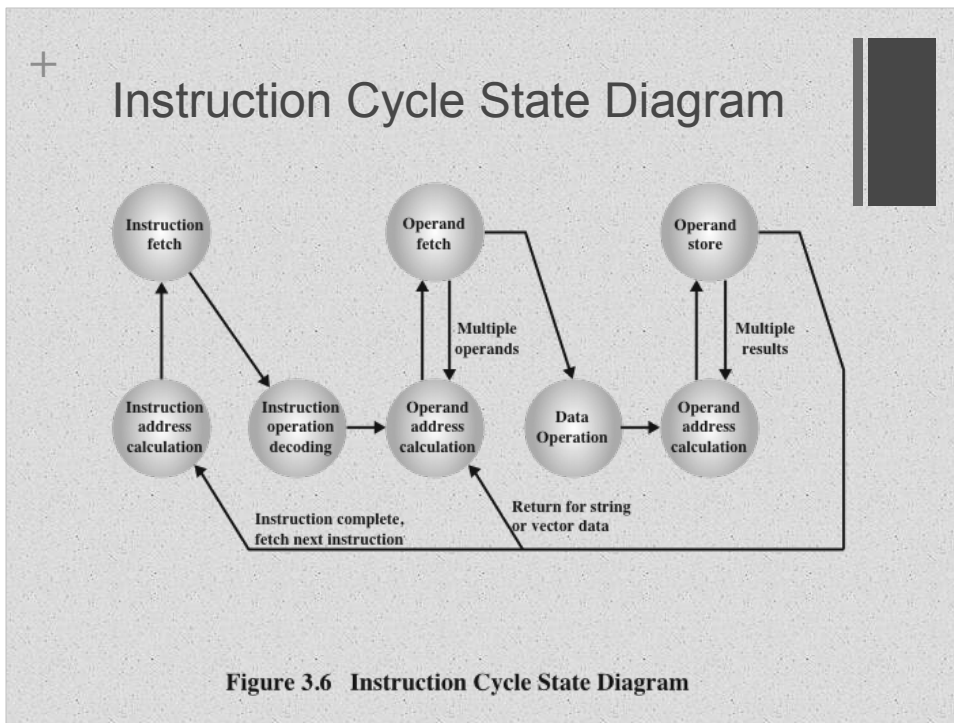 +
Instruction Cycle State Diagram
Instruction
fetch
Operand
fetch
Operand
store
Multiple
operands
Multiple
results
Instruction
address
calculation
Instruction
operation
decoding
Operand
address
calculation
Data
Operation
Operand
address
calculation
Instruction complete,
fetch next instruction
Return for string
or vector data
Figure 3.6 Instruction Cycle State Diagram